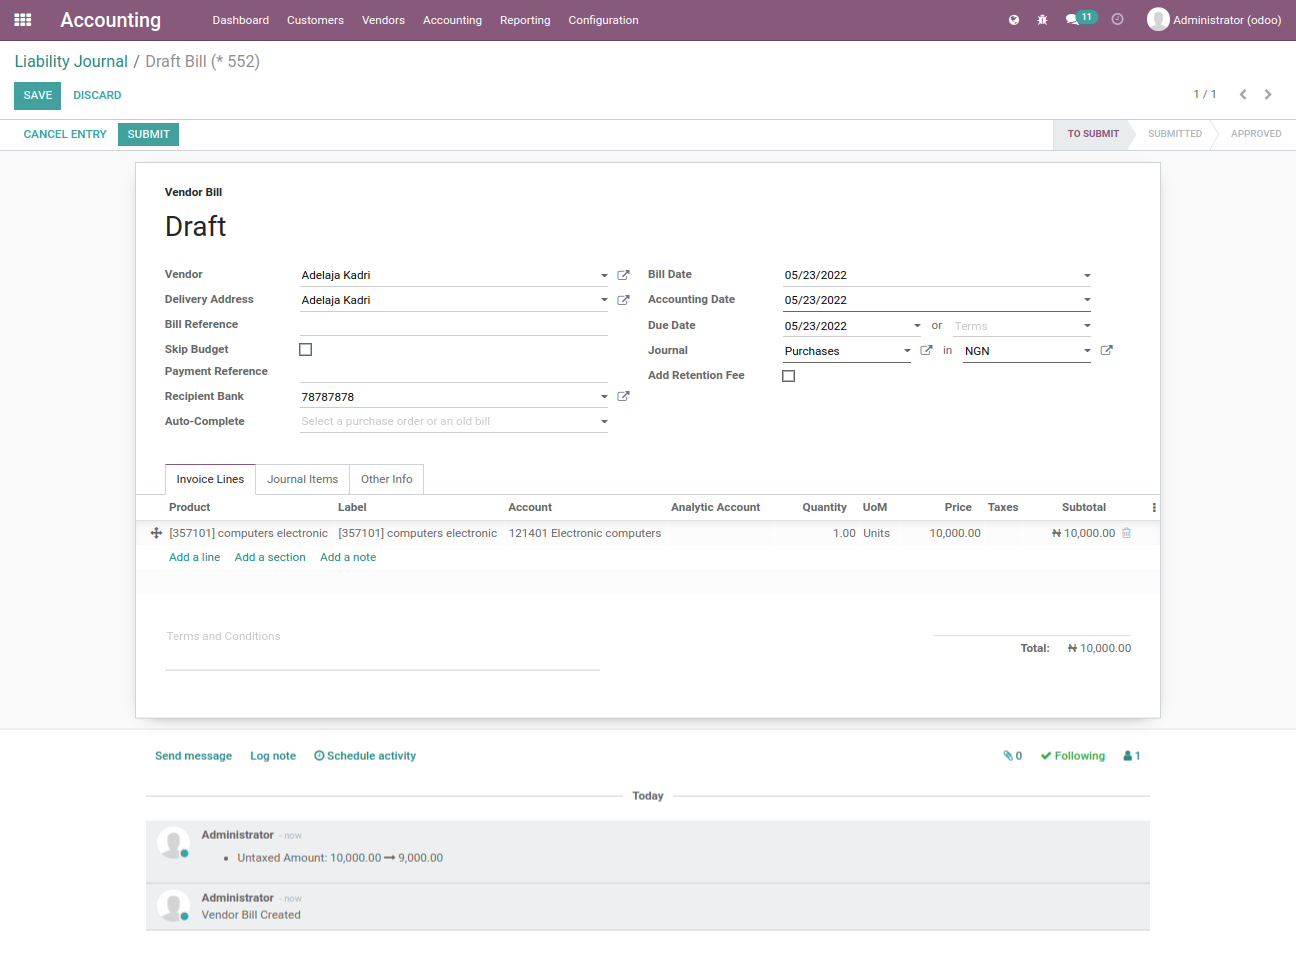 Accounting Dashboard Customers Vendors Accounting Reporting Configuration 11 Administrator (odoo)
Liability Journal / Draft Bill (* 552)
SAVE DISCARD 1 / 1
CANCEL ENTRY SUBMIT TO SUBMIT SUBMITTED APPROVED
Vendor Bill
Draft
Vendor Adelaja Kadri Bill Date 05/23/2022
Delivery Address Adelaja Kadri Accounting Date 05/23/2022
Bill Reference Due Date 05/23/2022 or Terms
Skip Budget Journal Purchases in NGN
Payment Reference Add Retention Fee
Recipient Bank 78787878
Auto-Complete Select a purchase order or an old bill
Invoice Lines Journal Items Other Info
Product Label Account Analytic Account Quantity UoM Price Taxes Subtotal
[357101] computers electronic [357101] computers electronic 121401 Electronic computers 1.00 Units 10,000.00 ₦ 10,000.00
Add a line Add a section Add a note
Terms and Conditions
Total: ₦ 10,000.00
Send message Log note Schedule activity 0 Following 1
Today
Administrator - now
• Untaxed Amount: 10,000.00 → 9,000.00
Administrator - now
Vendor Bill Created